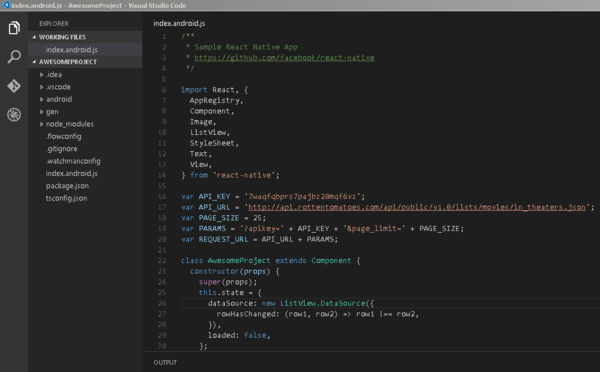 index.android.js - AwesomeProject - Visual Studio Code
EXPLORER
WORKING FILES
index.android.js
AWESOMEPROJECT
.idea
.vscode
android
gen
node_modules
.flowconfig
.gitignore
.watchmanconfig
index.android.js
package.json
tsconfig.json
index.android.js
1 /**
2 * Sample React Native App
3 * https://github.com/facebook/react-native
4 */
5
6 import React, {
7 AppRegistry,
8 Component,
9 Image,
10 ListView,
11 StyleSheet,
12 Text,
13 View,
14 } from 'react-native';
15
16 var API_KEY = '7waqfqbprs7pajbz28mqf6vz';
17 var API_URL = 'http://api.rottentomatoes.com/api/public/v1.0/lists/movies/in_theaters.json';
18 var PAGE_SIZE = 25;
19 var PARAMS = '?apikey=' + API_KEY + '&page_limit=' + PAGE_SIZE;
20 var REQUEST_URL = API_URL + PARAMS;
21
22 class AwesomeProject extends Component {
23 constructor(props) {
24 super(props);
25 this.state = {
26 dataSource: new ListView.DataSource({
27 rowHasChanged: (row1, row2) => row1 !== row2,
28 }),
29 loaded: false,
30 };
OUTPUT